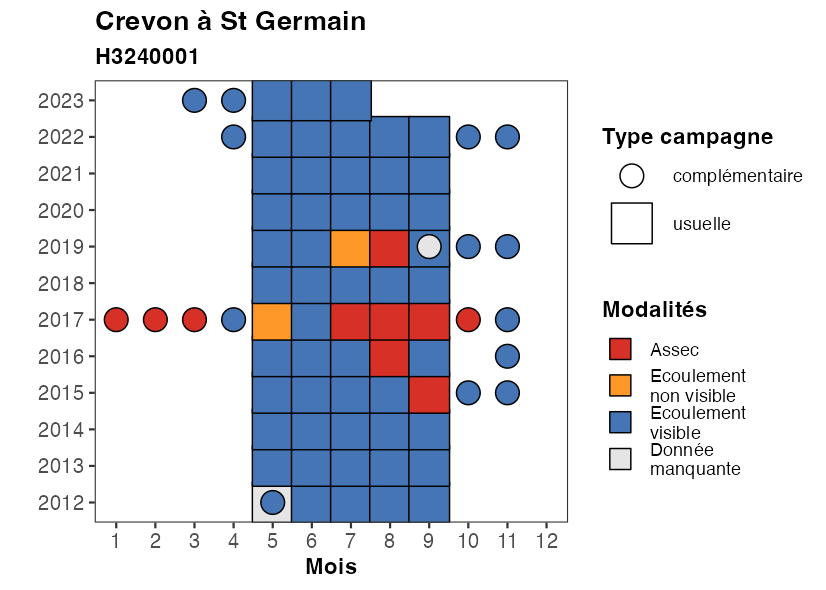 Crevon à St Germain
H3240001
2023
2022
2021
2020
2019
2018
2017
2016
2015
2014
2013
2012
1 2 3 4 5 6 7 8 9 10 11 12
Mois
Type campagne
complémentaire
usuelle
Modalités
Assec
Ecoulement
non visible
Ecoulement
visible
Donnée
manquante